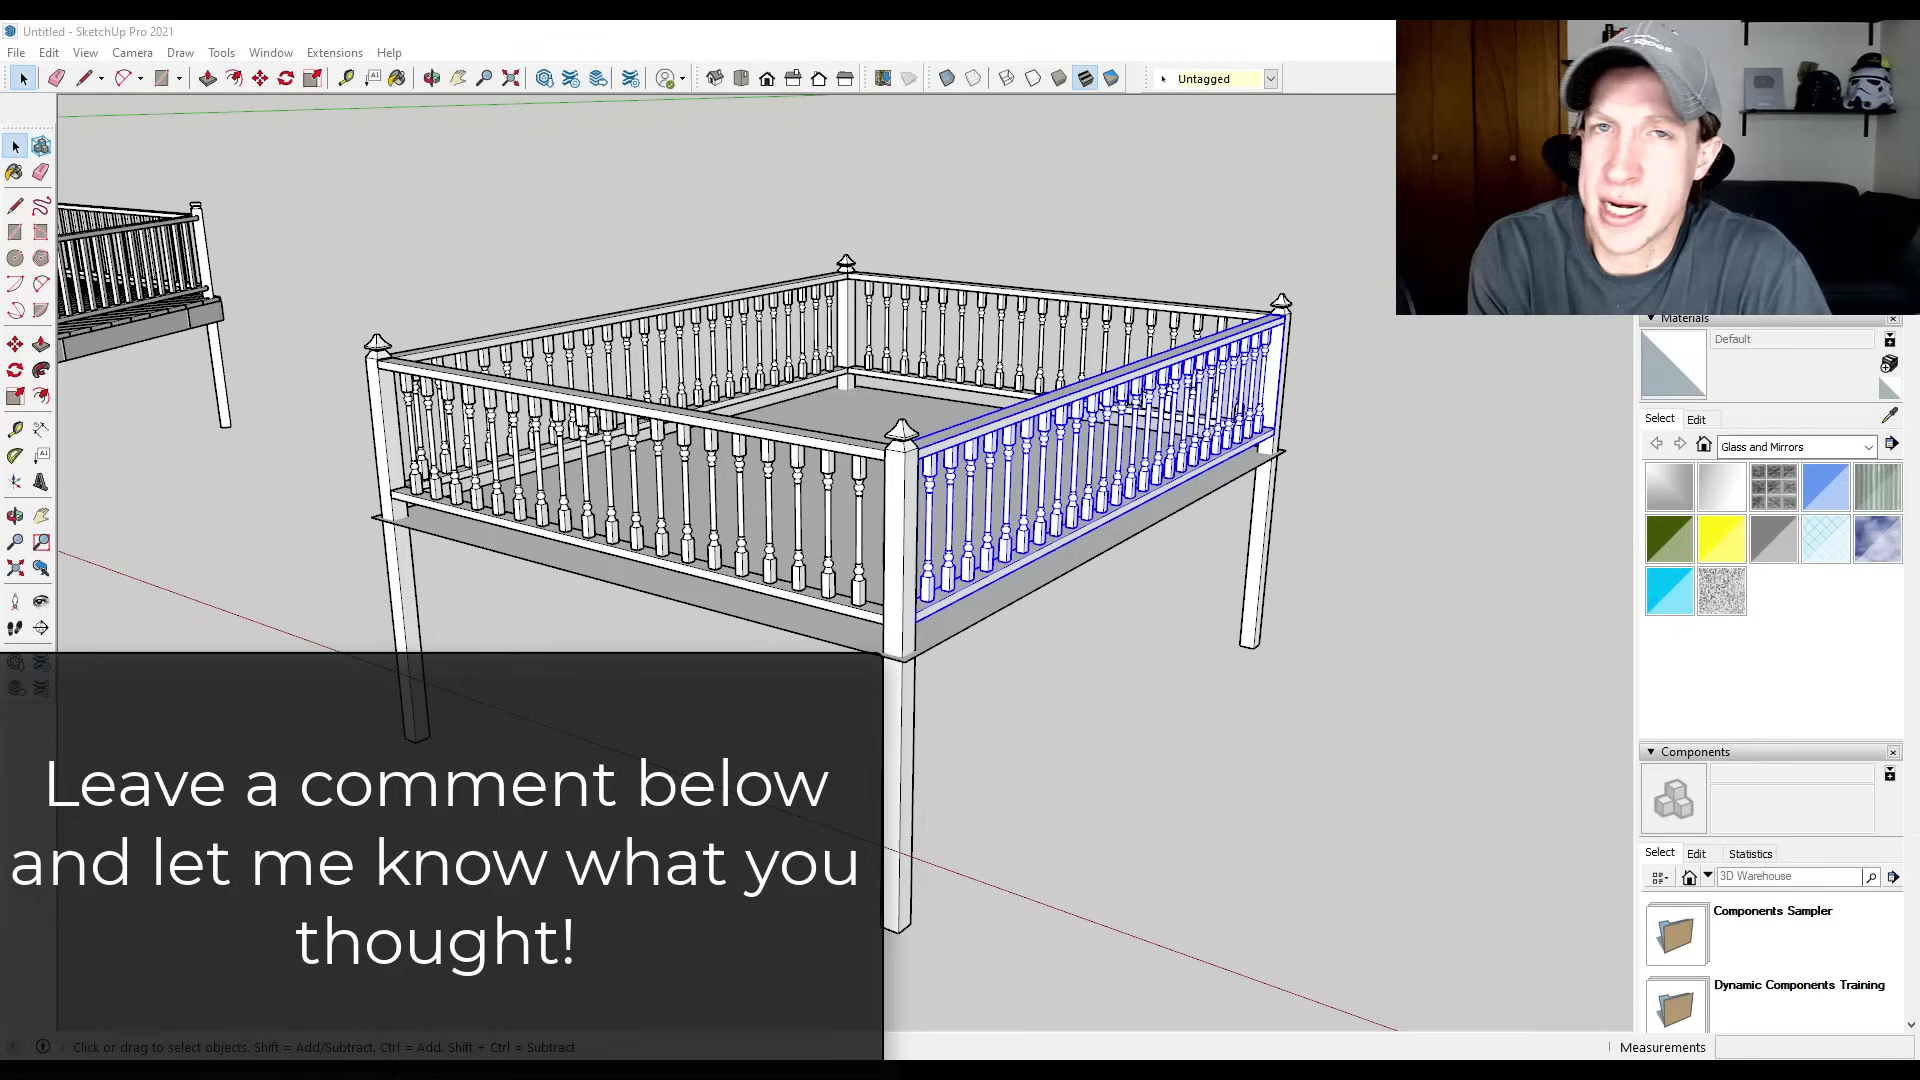 Untitled - SketchUp Pro 2021
File Edit View Camera Draw Tools Window Extensions Help
Untagged
Materials
Default
Select Edit
Glass and Mirrors
Components
Select Edit Statistics
3D Warehouse
Components Sampler
Dynamic Components Training
Leave a comment below
and let me know what you
thought!
Click or drag to select objects. Shift = Add/Subtract. Ctrl = Add. Shift + Ctrl = Subtract
Measurements